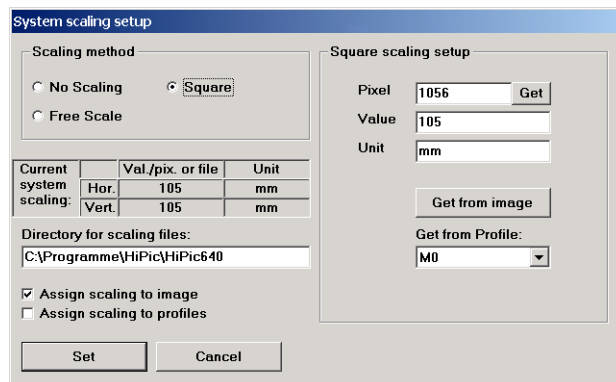 System scaling setup
Scaling method
No Scaling
Square
Free Scale
Current system scaling:
Val./pix. or file
Unit
Hor.
105
mm
Vert.
105
mm
Directory for scaling files:
C:\Programme\HiPic\HiPic640
Assign scaling to image
Assign scaling to profiles
Set
Cancel
Square scaling setup
Pixel
1056
Get
Value
105
Unit
mm
Get from image
Get from Profile:
M0